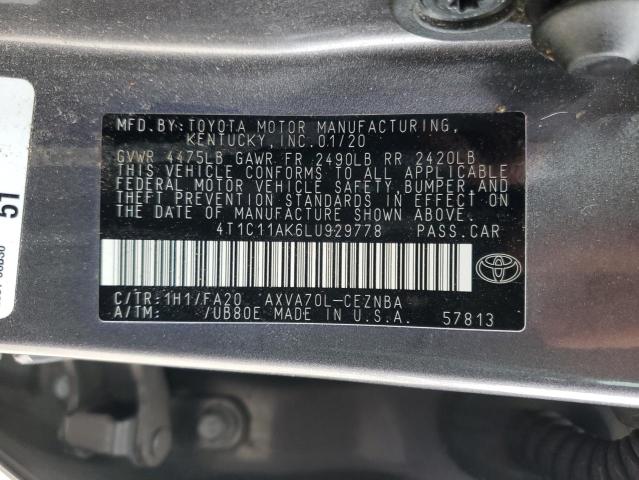 MFD.BY:TOYOTA MOTOR MANUFACTURING,
KENTUCKY, INC. 01/20
GVWR 4475LB GAWR FR 2490LB RR 2420LB
THIS VEHICLE CONFORMS TO ALL APPLICABLE
FEDERAL MOTOR VEHICLE SAFETY, BUMPER, AND
THEFT PREVENTION STANDARDS IN EFFECT ON
THE DATE OF MANUFACTURE SHOWN ABOVE.
4T1C11AK6LU929778 PASS.CAR
C/TR:1H1/FA20 AXVA70L-CEZNBA
A/TM: /UB80E MADE IN U.S.A. 57813
51